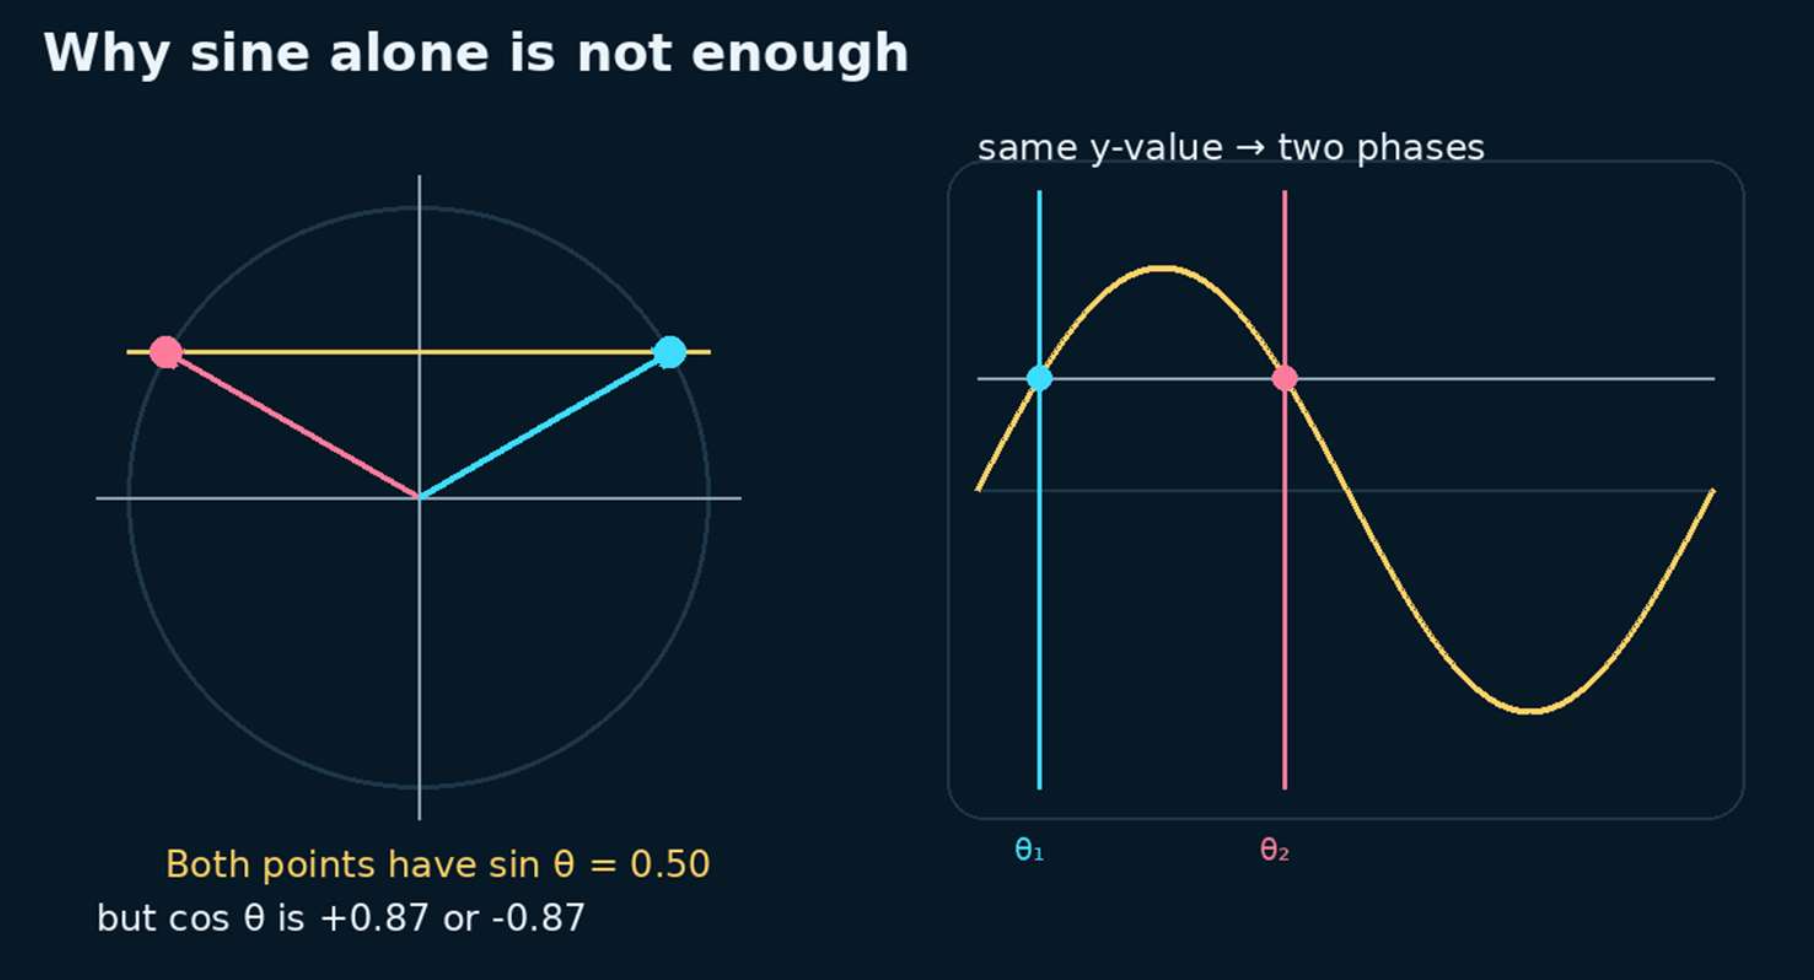 Why sine alone is not enough
same y-value → two phases
θ₁
θ₂
Both points have sin θ = 0.50
but cos θ is +0.87 or -0.87